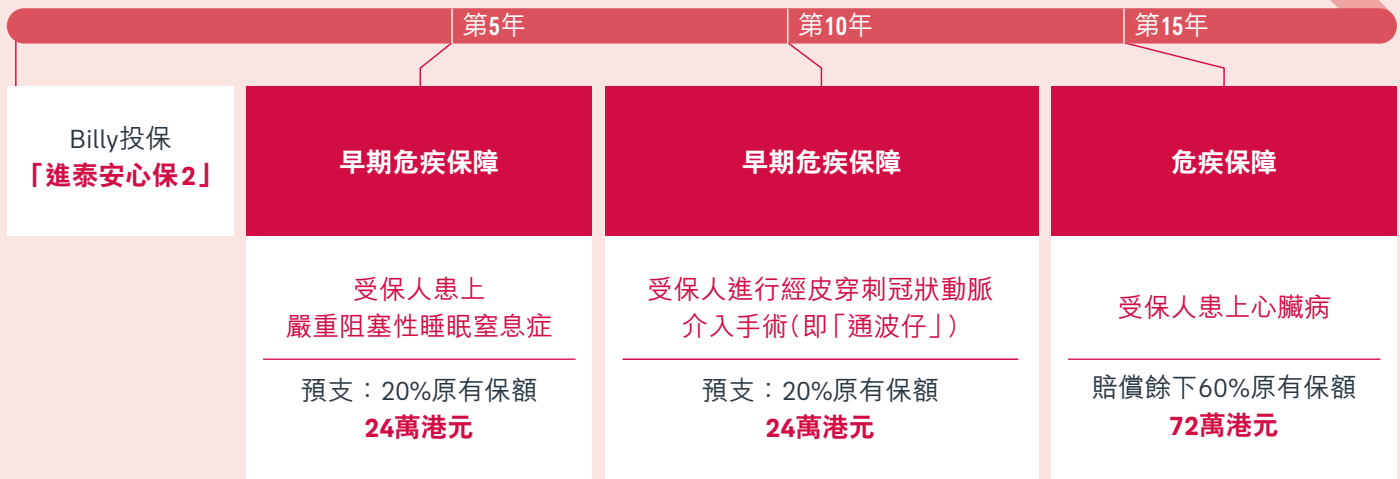 第5年
第10年
第15年
Billy投保
「進泰安心保2」
早期危疾保障
受保人患上
嚴重阻塞性睡眠窒息症
預支：20%原有保額
24萬港元
早期危疾保障
受保人進行經皮穿刺冠狀動脈
介入手術(即「通波仔」)
預支：20%原有保額
24萬港元
危疾保障
受保人患上心臟病
賠償餘下60%原有保額
72萬港元